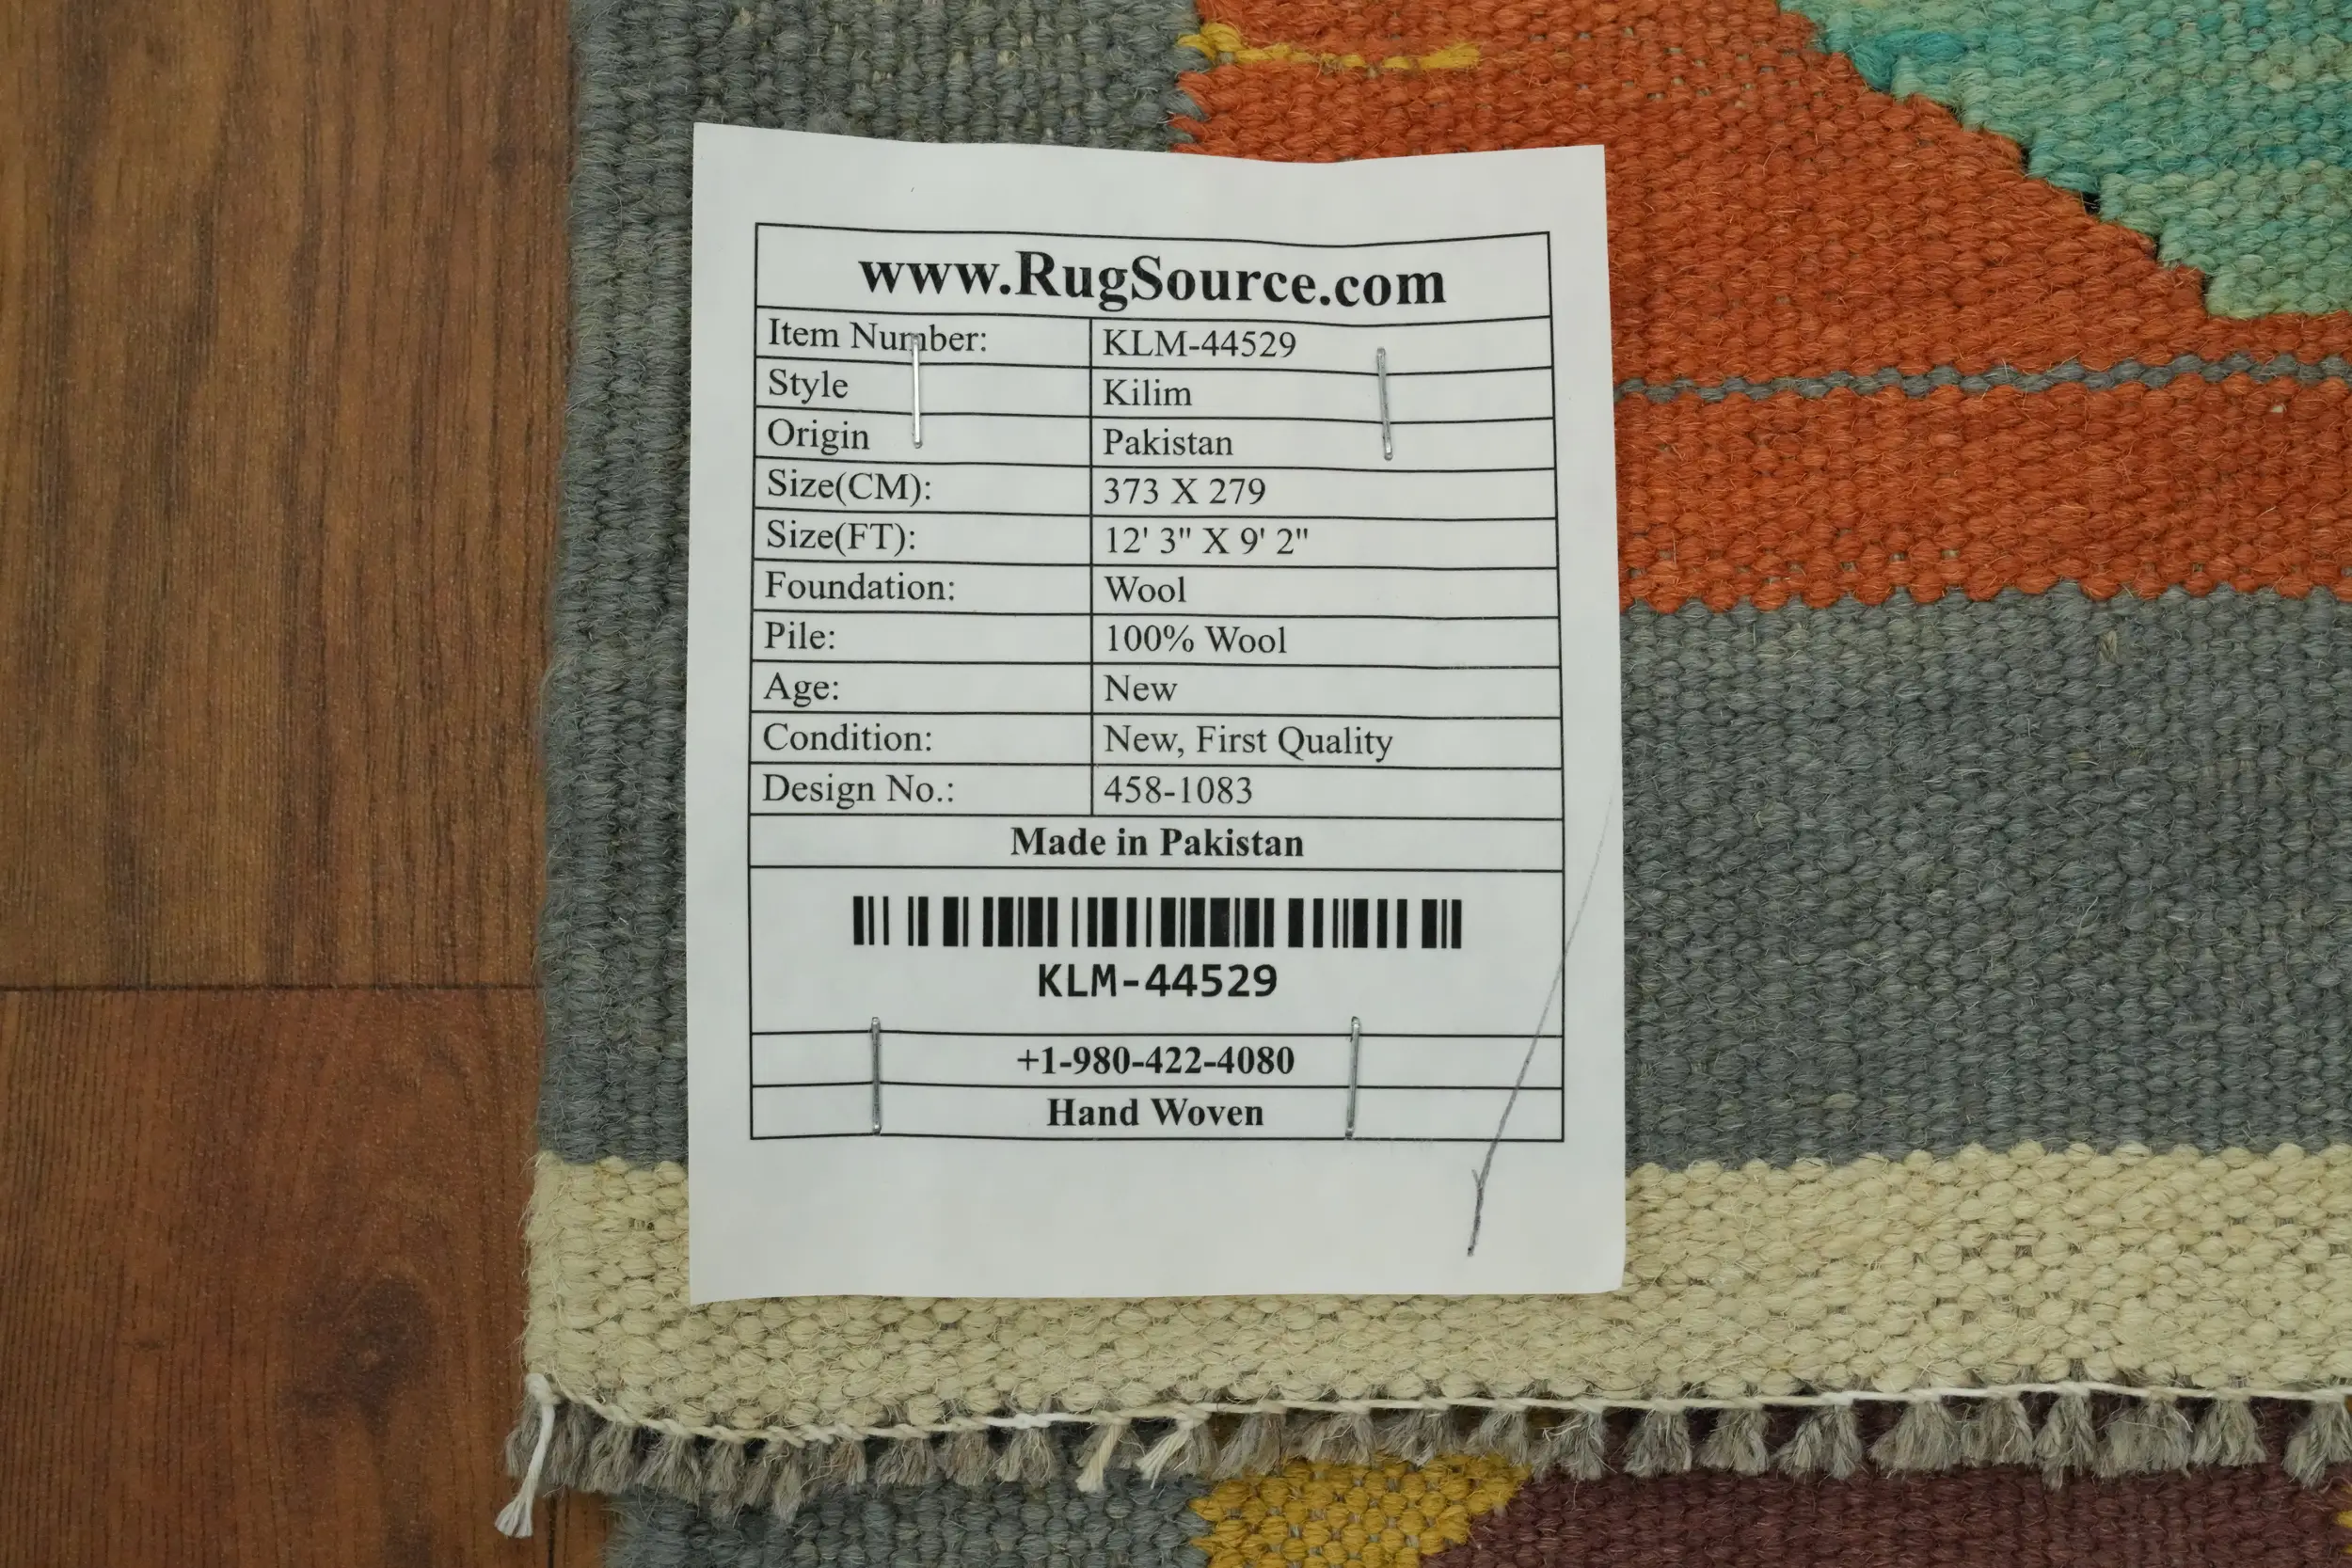 www.RugSource.com
Item Number: KLM-44529
Style Kilim
Origin Pakistan
Size(CM): 373 X 279
Size(FT): 12' 3" X 9' 2"
Foundation: Wool
Pile: 100% Wool
Age: New
Condition: New, First Quality
Design No.: 458-1083
Made in Pakistan
KLM-44529
+1-980-422-4080
Hand Woven